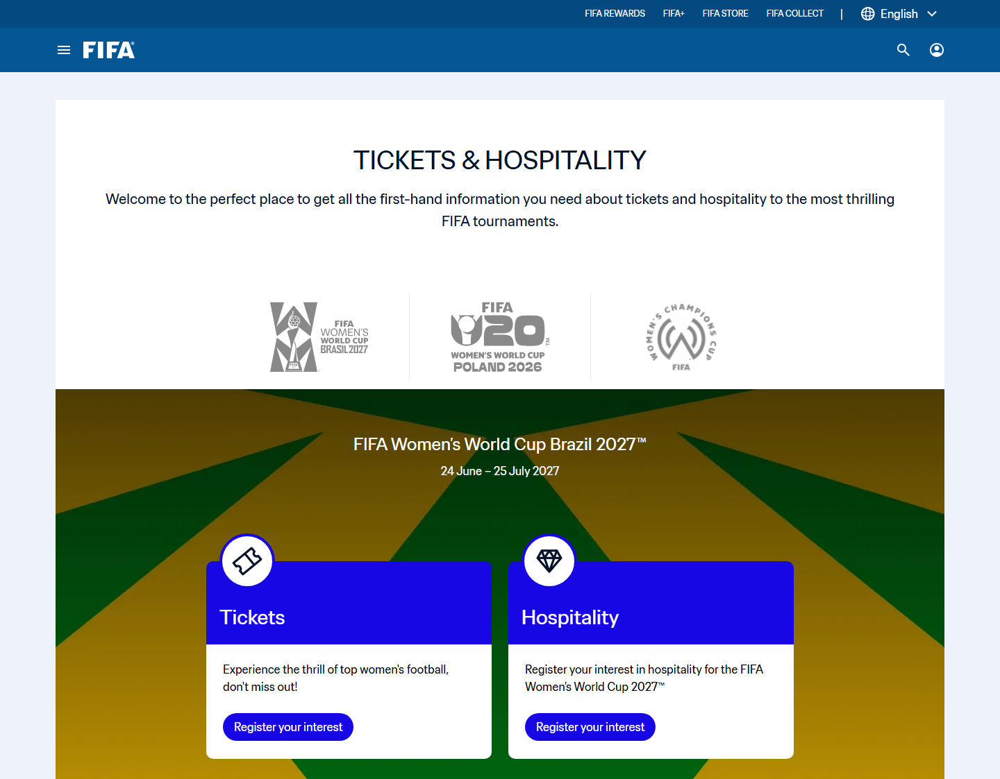 FIFA REWARDS FIFA+ FIFA STORE FIFA COLLECT | English
FIFA®
TICKETS & HOSPITALITY
Welcome to the perfect place to get all the first-hand information you need about tickets and hospitality to the most thrilling
FIFA tournaments.
FIFA
WOMEN'S
WORLD CUP
BRASIL 2027
FIFA
U20
WOMEN'S WORLD CUP
POLAND 2026
TM
WOMEN'S CHAMPIONS CUP
FIFA
FIFA Women’s World Cup Brazil 2027™
24 June – 25 July 2027
Tickets
Experience the thrill of top women's football,
don't miss out!
Register your interest
Hospitality
Register your interest in hospitality for the FIFA
Women’s World Cup 2027™
Register your interest